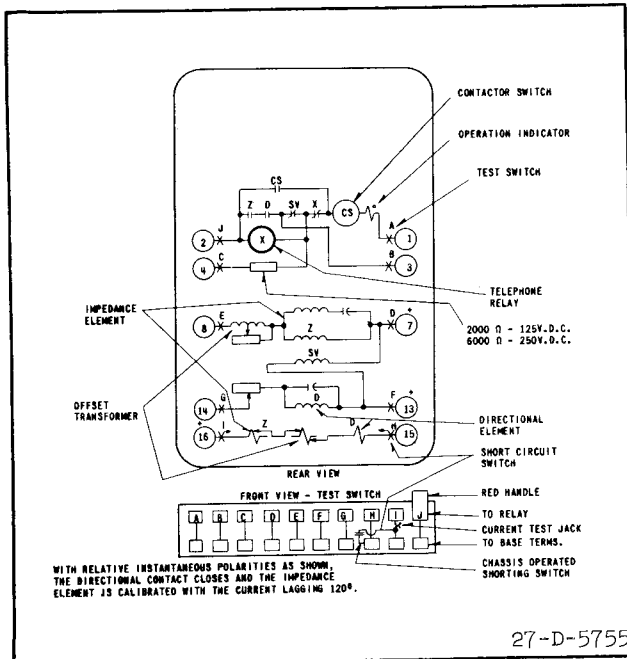 CONTACTOR SWITCH
OPERATION INDICATOR
TEST SWITCH
CS
Z D SV X CS
A
J
2 X 1
C B
4 3
TELEPHONE
RELAY
IMPEDANCE
ELEMENT
2000 Ω - 125V.D.C.
6000 Ω - 250V.D.C.
E D +
8 Z 7
SV
OFFSET
TRANSFORMER
G D F +
14 13
DIRECTIONAL
ELEMENT
+ I Z D H
16 15
SHORT CIRCUIT
SWITCH
REAR VIEW
FRONT VIEW - TEST SWITCH
RED HANDLE
A B C D E F G H I J
TO RELAY
CURRENT TEST JACK
TO BASE TERMS.
CHASSIS OPERATED
SHORTING SWITCH
WITH RELATIVE INSTANTANEOUS POLARITIES AS SHOWN,
THE DIRECTIONAL CONTACT CLOSES AND THE IMPEDANCE
ELEMENT IS CALIBRATED WITH THE CURRENT LAGGING 120°.
27-D-5755